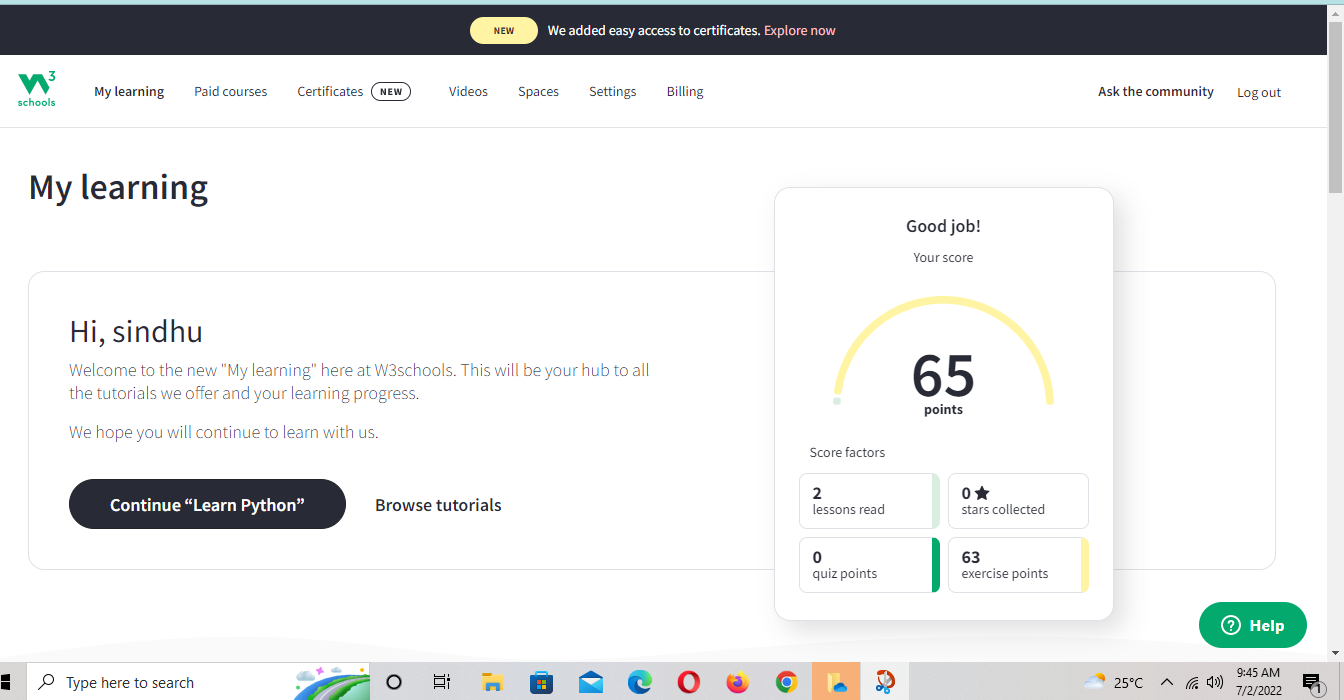 NEW We added easy access to certificates. Explore now
W3 schools
My learning Paid courses Certificates NEW Videos Spaces Settings Billing Ask the community Log out
My learning
Hi, sindhu
Welcome to the new "My learning" here at W3schools. This will be your hub to all
the tutorials we offer and your learning progress.
We hope you will continue to learn with us.
Continue “Learn Python” Browse tutorials
Good job!
Your score
65
points
Score factors
2
lessons read
0
stars collected
0
quiz points
63
exercise points
Help
Type here to search
25°C
9:45 AM
7/2/2022
1